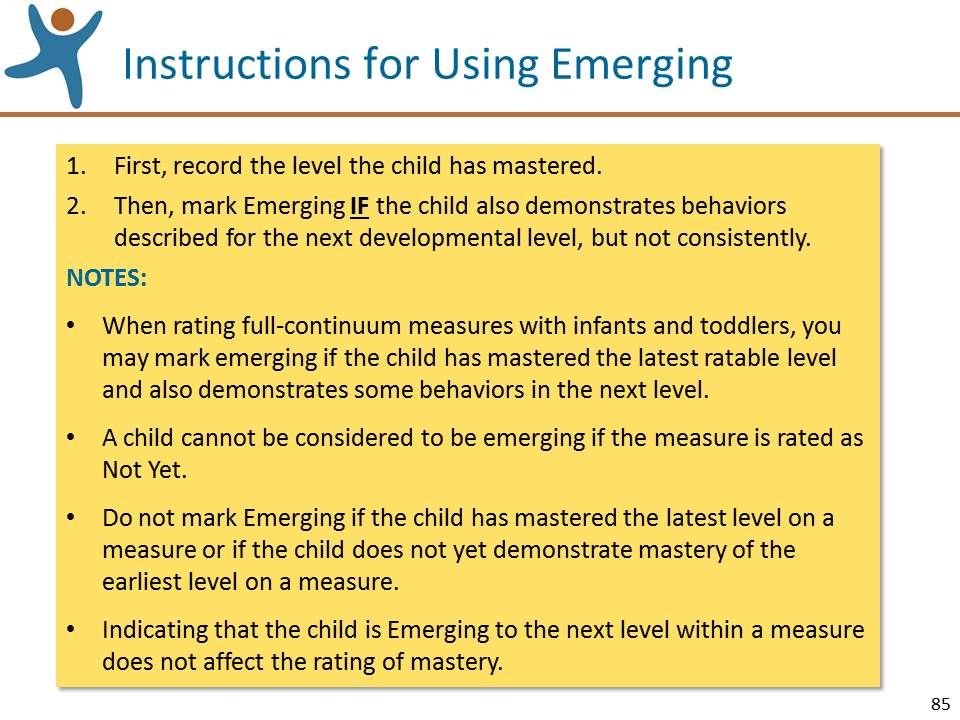 Instructions for Using Emerging
1. First, record the level the child has mastered.
2. Then, mark Emerging IF the child also demonstrates behaviors
described for the next developmental level, but not consistently.
NOTES:
• When rating full-continuum measures with infants and toddlers, you
may mark emerging if the child has mastered the latest ratable level
and also demonstrates some behaviors in the next level.
• A child cannot be considered to be emerging if the measure is rated as
Not Yet.
• Do not mark Emerging if the child has mastered the latest level on a
measure or if the child does not yet demonstrate mastery of the
earliest level on a measure.
• Indicating that the child is Emerging to the next level within a measure
does not affect the rating of mastery.
85